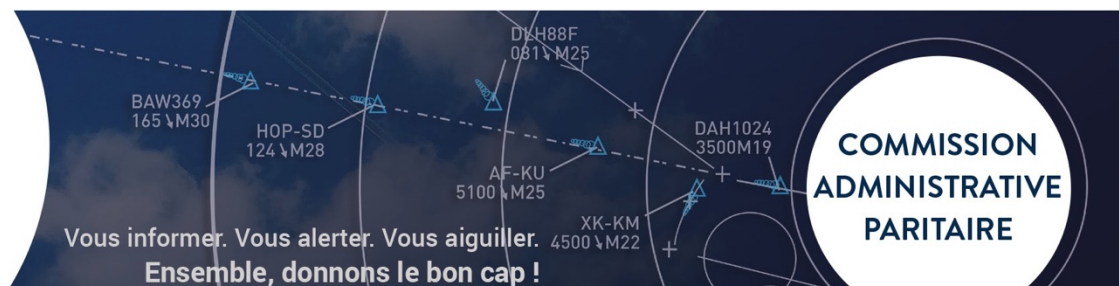 DLH88F
081↘M25
BAW369
165↘M30
HOP-SD
124↘M28
DAH1024
3500M19
AF-KU
5100↘M25
XK-KM
4500↘M22
COMMISSION
ADMINISTRATIVE
PARITAIRE
Vous informer. Vous alerter. Vous aiguiller.
Ensemble, donnons le bon cap !